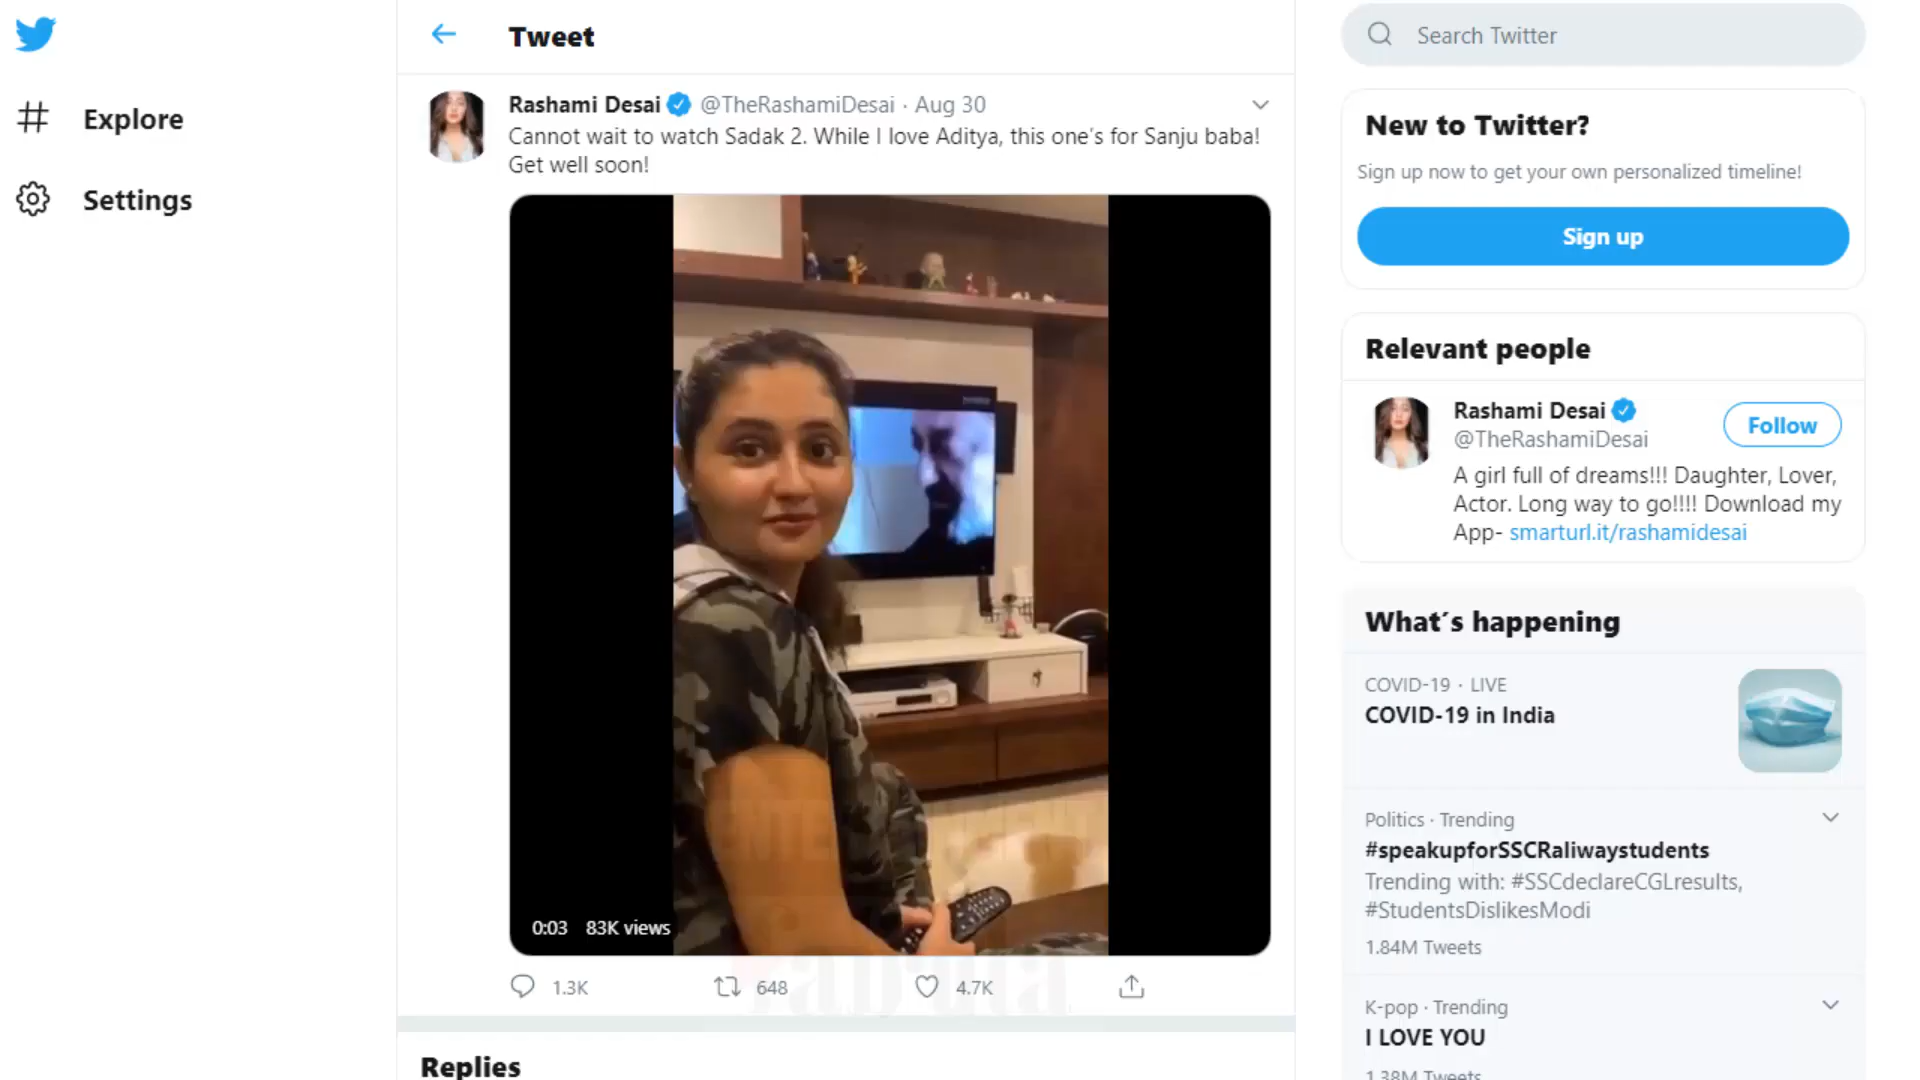 Tweet
Search Twitter
Explore
Settings
Rashami Desai @TheRashamiDesai · Aug 30
Cannot wait to watch Sadak 2. While I love Aditya, this one's for Sanju baba!
Get well soon!
0:03 83K views
1.3K 648 4.7K
Replies
New to Twitter?
Sign up now to get your own personalized timeline!
Sign up
Relevant people
Rashami Desai
@TheRashamiDesai
Follow
A girl full of dreams!!! Daughter, Lover,
Actor. Long way to go!!!! Download my
App- smarturl.it/rashamidesai
What's happening
COVID-19 · LIVE
COVID-19 in India
Politics · Trending
#speakupforSSCRaliwaystudents
Trending with: #SSCdeclareCGLresults,
#StudentsDislikesModi
1.84M Tweets
K-pop · Trending
I LOVE YOU
1.38M Tweets